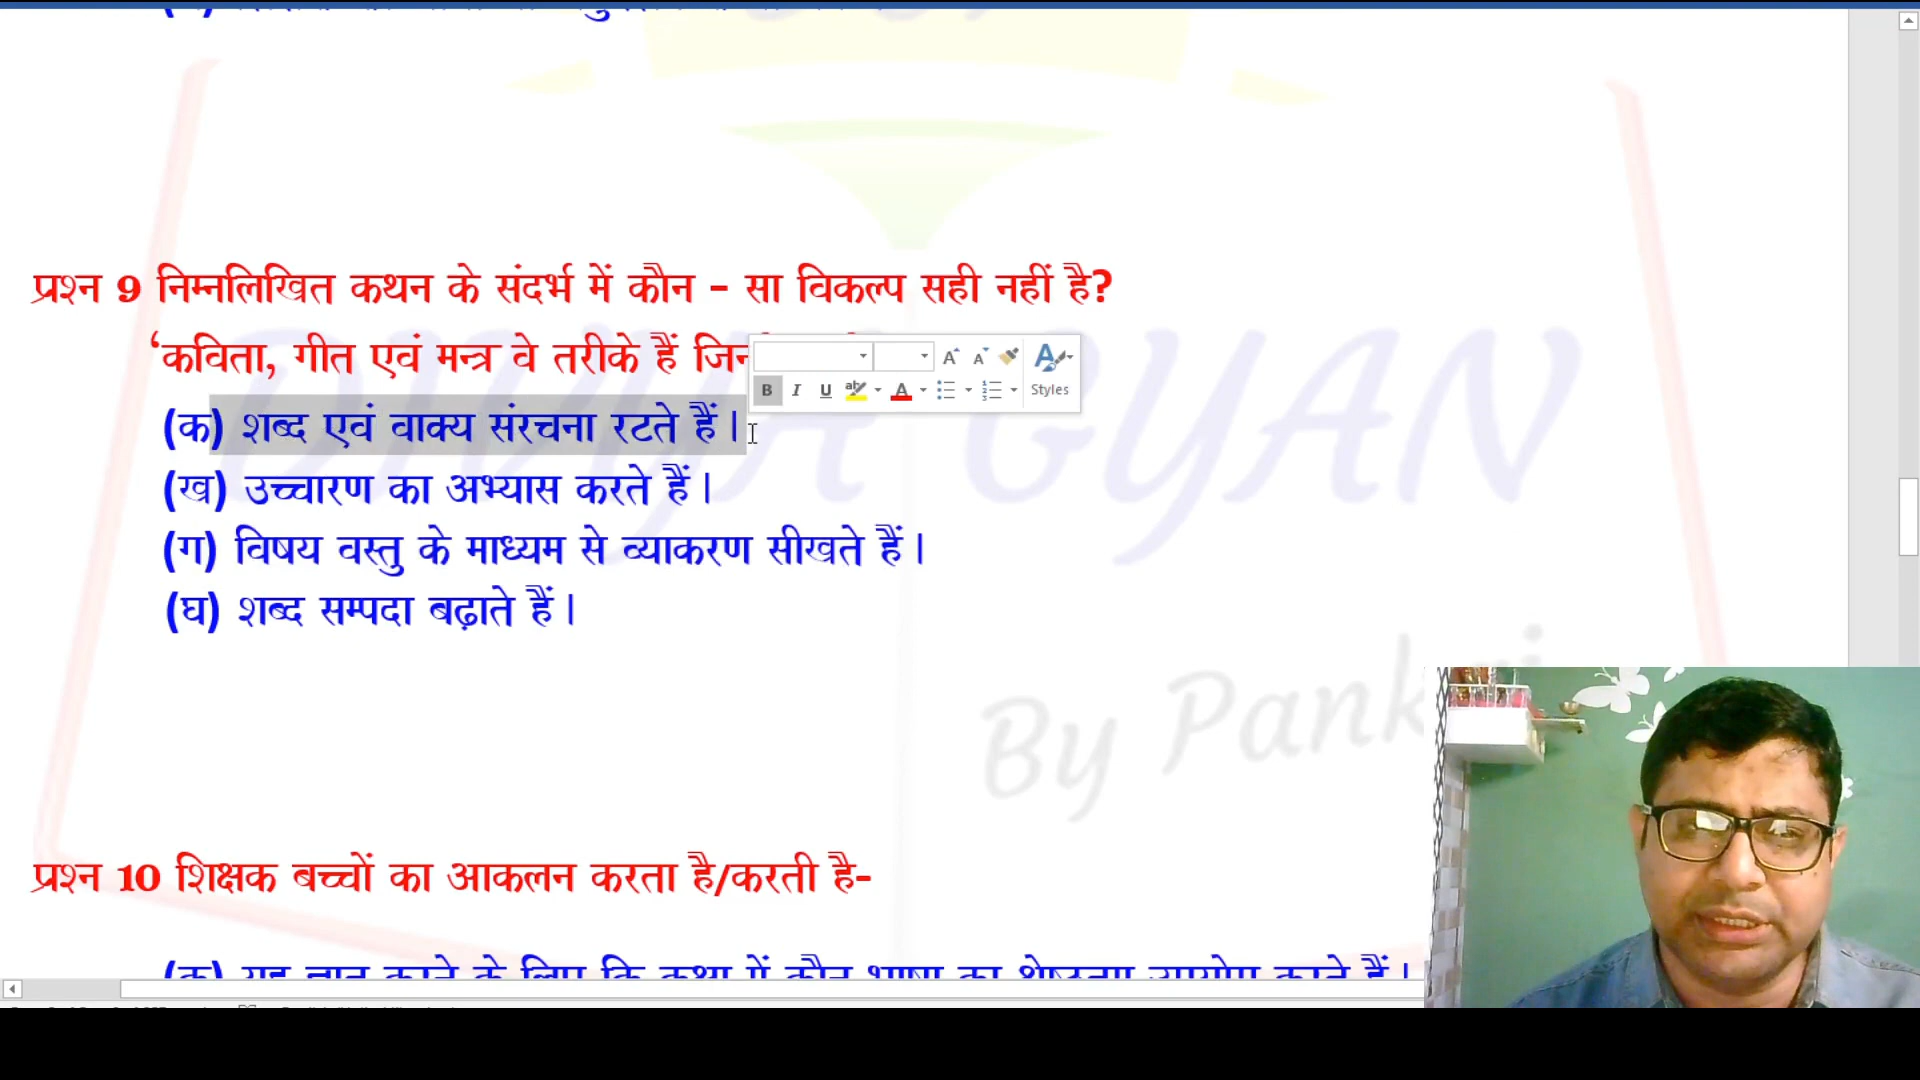 प्रश्न 9 निम्नलिखित कथन के संदर्भ में कौन - सा विकल्प सही नहीं है?
‘कविता, गीत एवं मन्त्र वे तरीके हैं
Styles
(क) शब्द एवं वाक्य संरचना रटते हैं।
(ख) उच्चारण का अभ्यास करते हैं।
(ग) विषय वस्तु के माध्यम से व्याकरण सीखते हैं।
(घ) शब्द सम्पदा बढ़ाते हैं।
DIVYA GYAN
By
प्रश्न 10 शिक्षक बच्चों का आकलन करता है/करती है-